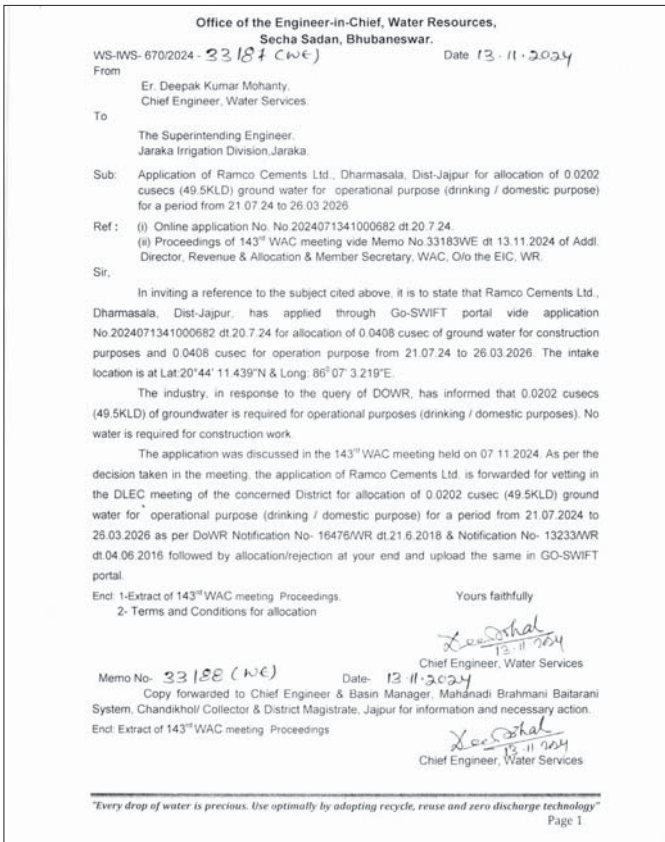 Office of the Engineer-in-Chief, Water Resources,
Secha Sadan, Bhubaneswar.
WS-IWS- 670/2024 - 33187 (WE) Date 13.11.2024
From
Er. Deepak Kumar Mohanty,
Chief Engineer, Water Services.
To
The Superintending Engineer,
Jaraka Irrigation Division,Jaraka.
Sub: Application of Ramco Cements Ltd., Dharmasala, Dist-Jajpur for allocation of 0.0202
cusecs (49.5KLD) ground water for operational purpose (drinking / domestic purpose)
for a period from 21.07.24 to 26.03.2026.
Ref : (i) Online application No. No.2024071341000682 dt.20.7.24.
(ii) Proceedings of 143rd WAC meeting vide Memo No.33183WE dt 13.11.2024 of Addl.
Director, Revenue & Allocation & Member Secretary, WAC, O/o the EIC, WR.
Sir,
In inviting a reference to the subject cited above, it is to state that Ramco Cements Ltd.,
Dharmasala, Dist-Jajpur, has applied through Go-SWIFT portal vide application
No.2024071341000682 dt.20.7.24 for allocation of 0.0408 cusec of ground water for construction
purposes and 0.0408 cusec for operation purpose from 21.07.24 to 26.03.2026. The intake
location is at Lat:20°44' 11.439"N & Long: 86°07' 3.219"E.
The industry, in response to the query of DOWR, has informed that 0.0202 cusecs
(49.5KLD) of groundwater is required for operational purposes (drinking / domestic purposes). No
water is required for construction work.
The application was discussed in the 143rd WAC meeting held on 07.11.2024. As per the
decision taken in the meeting, the application of Ramco Cements Ltd. is forwarded for vetting in
the DLEC meeting of the concerned District for allocation of 0.0202 cusec (49.5KLD) ground
water for operational purpose (drinking / domestic purpose) for a period from 21.07.2024 to
26.03.2026 as per DoWR Notification No- 16476/WR dt.21.6.2018 & Notification No- 13233/WR
dt.04.06.2016 followed by allocation/rejection at your end and upload the same in GO-SWIFT
portal.
Encl: 1-Extract of 143rd WAC meeting Proceedings. Yours faithfully
2- Terms and Conditions for allocation
13.11.2024
Chief Engineer, Water Services
Memo No- 33188 (WE) Date- 13.11.2024
Copy forwarded to Chief Engineer & Basin Manager, Mahanadi Brahmani Baitarani
System, Chandikhol/ Collector & District Magistrate, Jajpur for information and necessary action.
Encl: Extract of 143rd WAC meeting Proceedings
13.11.2024
Chief Engineer, Water Services
"Every drop of water is precious. Use optimally by adopting recycle, reuse and zero discharge technology"
Page 1